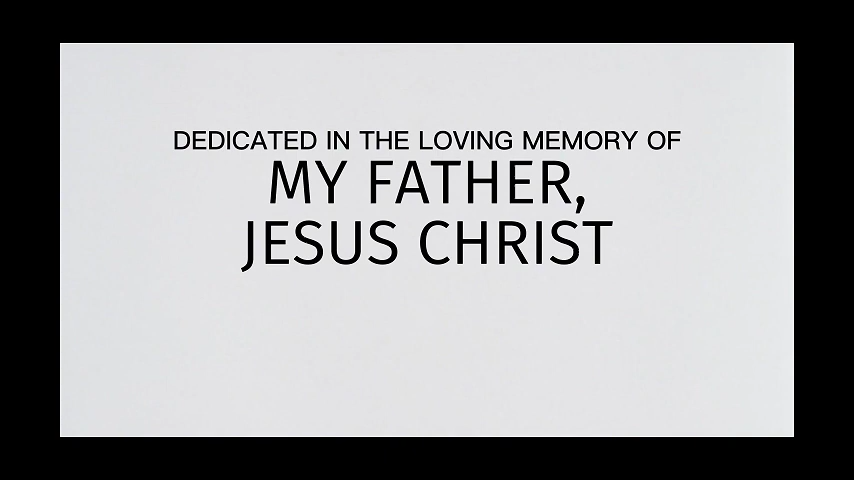 DEDICATED IN THE LOVING MEMORY OF
MY FATHER,
JESUS CHRIST